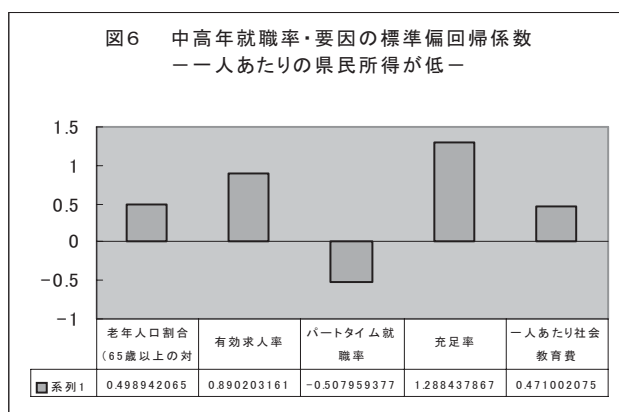 図6 中高年就職率・要因の標準偏回帰係数
－一人あたりの県民所得が低－
1.5
1
0.5
0
-0.5
-1
老年人口割合
(65歳以上の対
有効求人率
パートタイム就
職率
充足率
一人あたり社会
教育費
系列1 0.498942065 0.890203161 -0.507959377 1.288437867 0.471002075